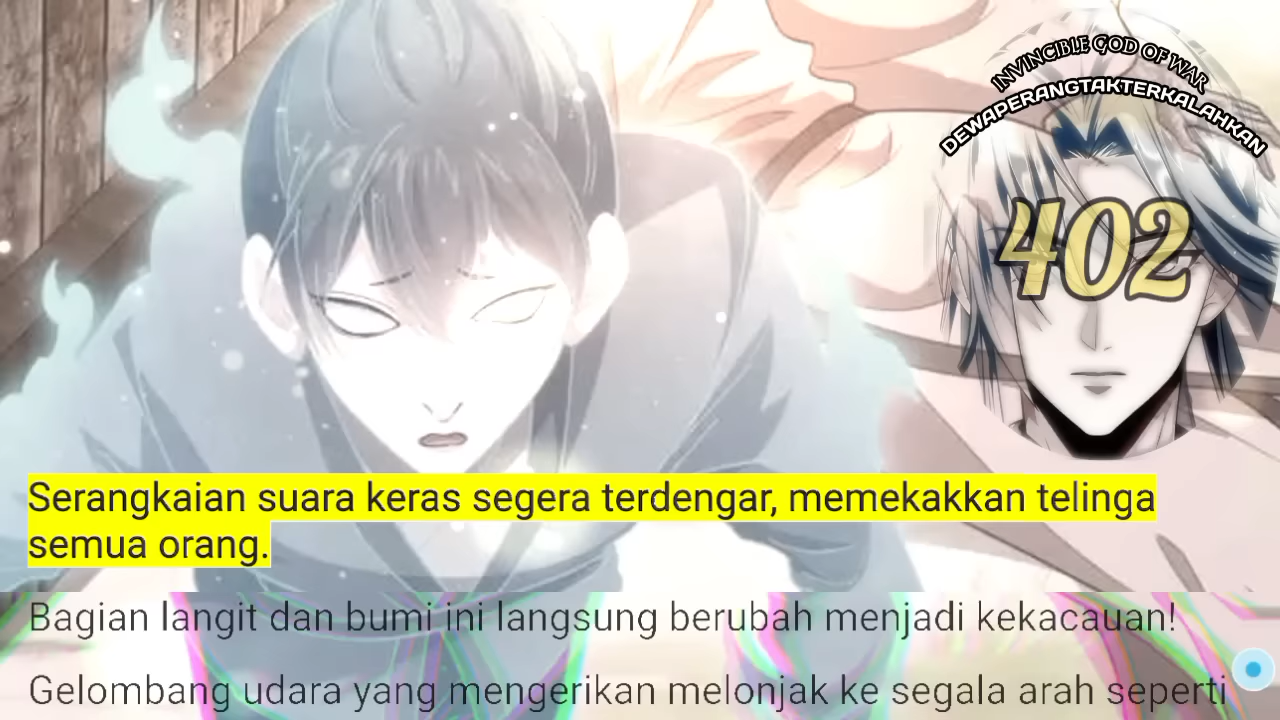 INVINCIBLE GOD OF WAR
DEWAPERANGTAKTERKALAHKAN
402
Serangkaian suara keras segera terdengar, memekakkan telinga
semua orang.
Bagian langit dan bumi ini langsung berubah menjadi kekacauan!
Gelombang udara yang mengerikan melonjak ke segala arah seperti